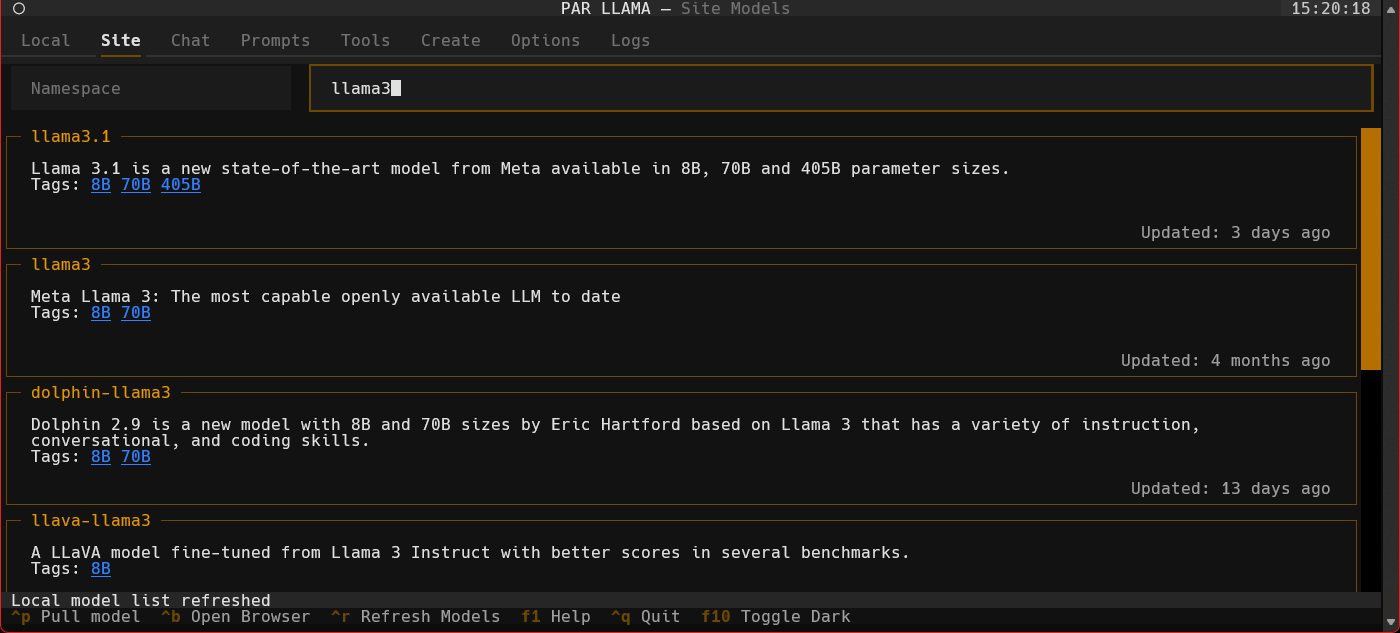 PAR LLAMA — Site Models 15:20:18
Local Site Chat Prompts Tools Create Options Logs
Namespace llama3
llama3.1
Llama 3.1 is a new state-of-the-art model from Meta available in 8B, 70B and 405B parameter sizes.
Tags: 8B 70B 405B
Updated: 3 days ago
llama3
Meta Llama 3: The most capable openly available LLM to date
Tags: 8B 70B
Updated: 4 months ago
dolphin-llama3
Dolphin 2.9 is a new model with 8B and 70B sizes by Eric Hartford based on Llama 3 that has a variety of instruction,
conversational, and coding skills.
Tags: 8B 70B
Updated: 13 days ago
llava-llama3
A LLaVA model fine-tuned from Llama 3 Instruct with better scores in several benchmarks.
Tags: 8B
Local model list refreshed
^p Pull model ^b Open Browser ^r Refresh Models f1 Help ^q Quit f10 Toggle Dark